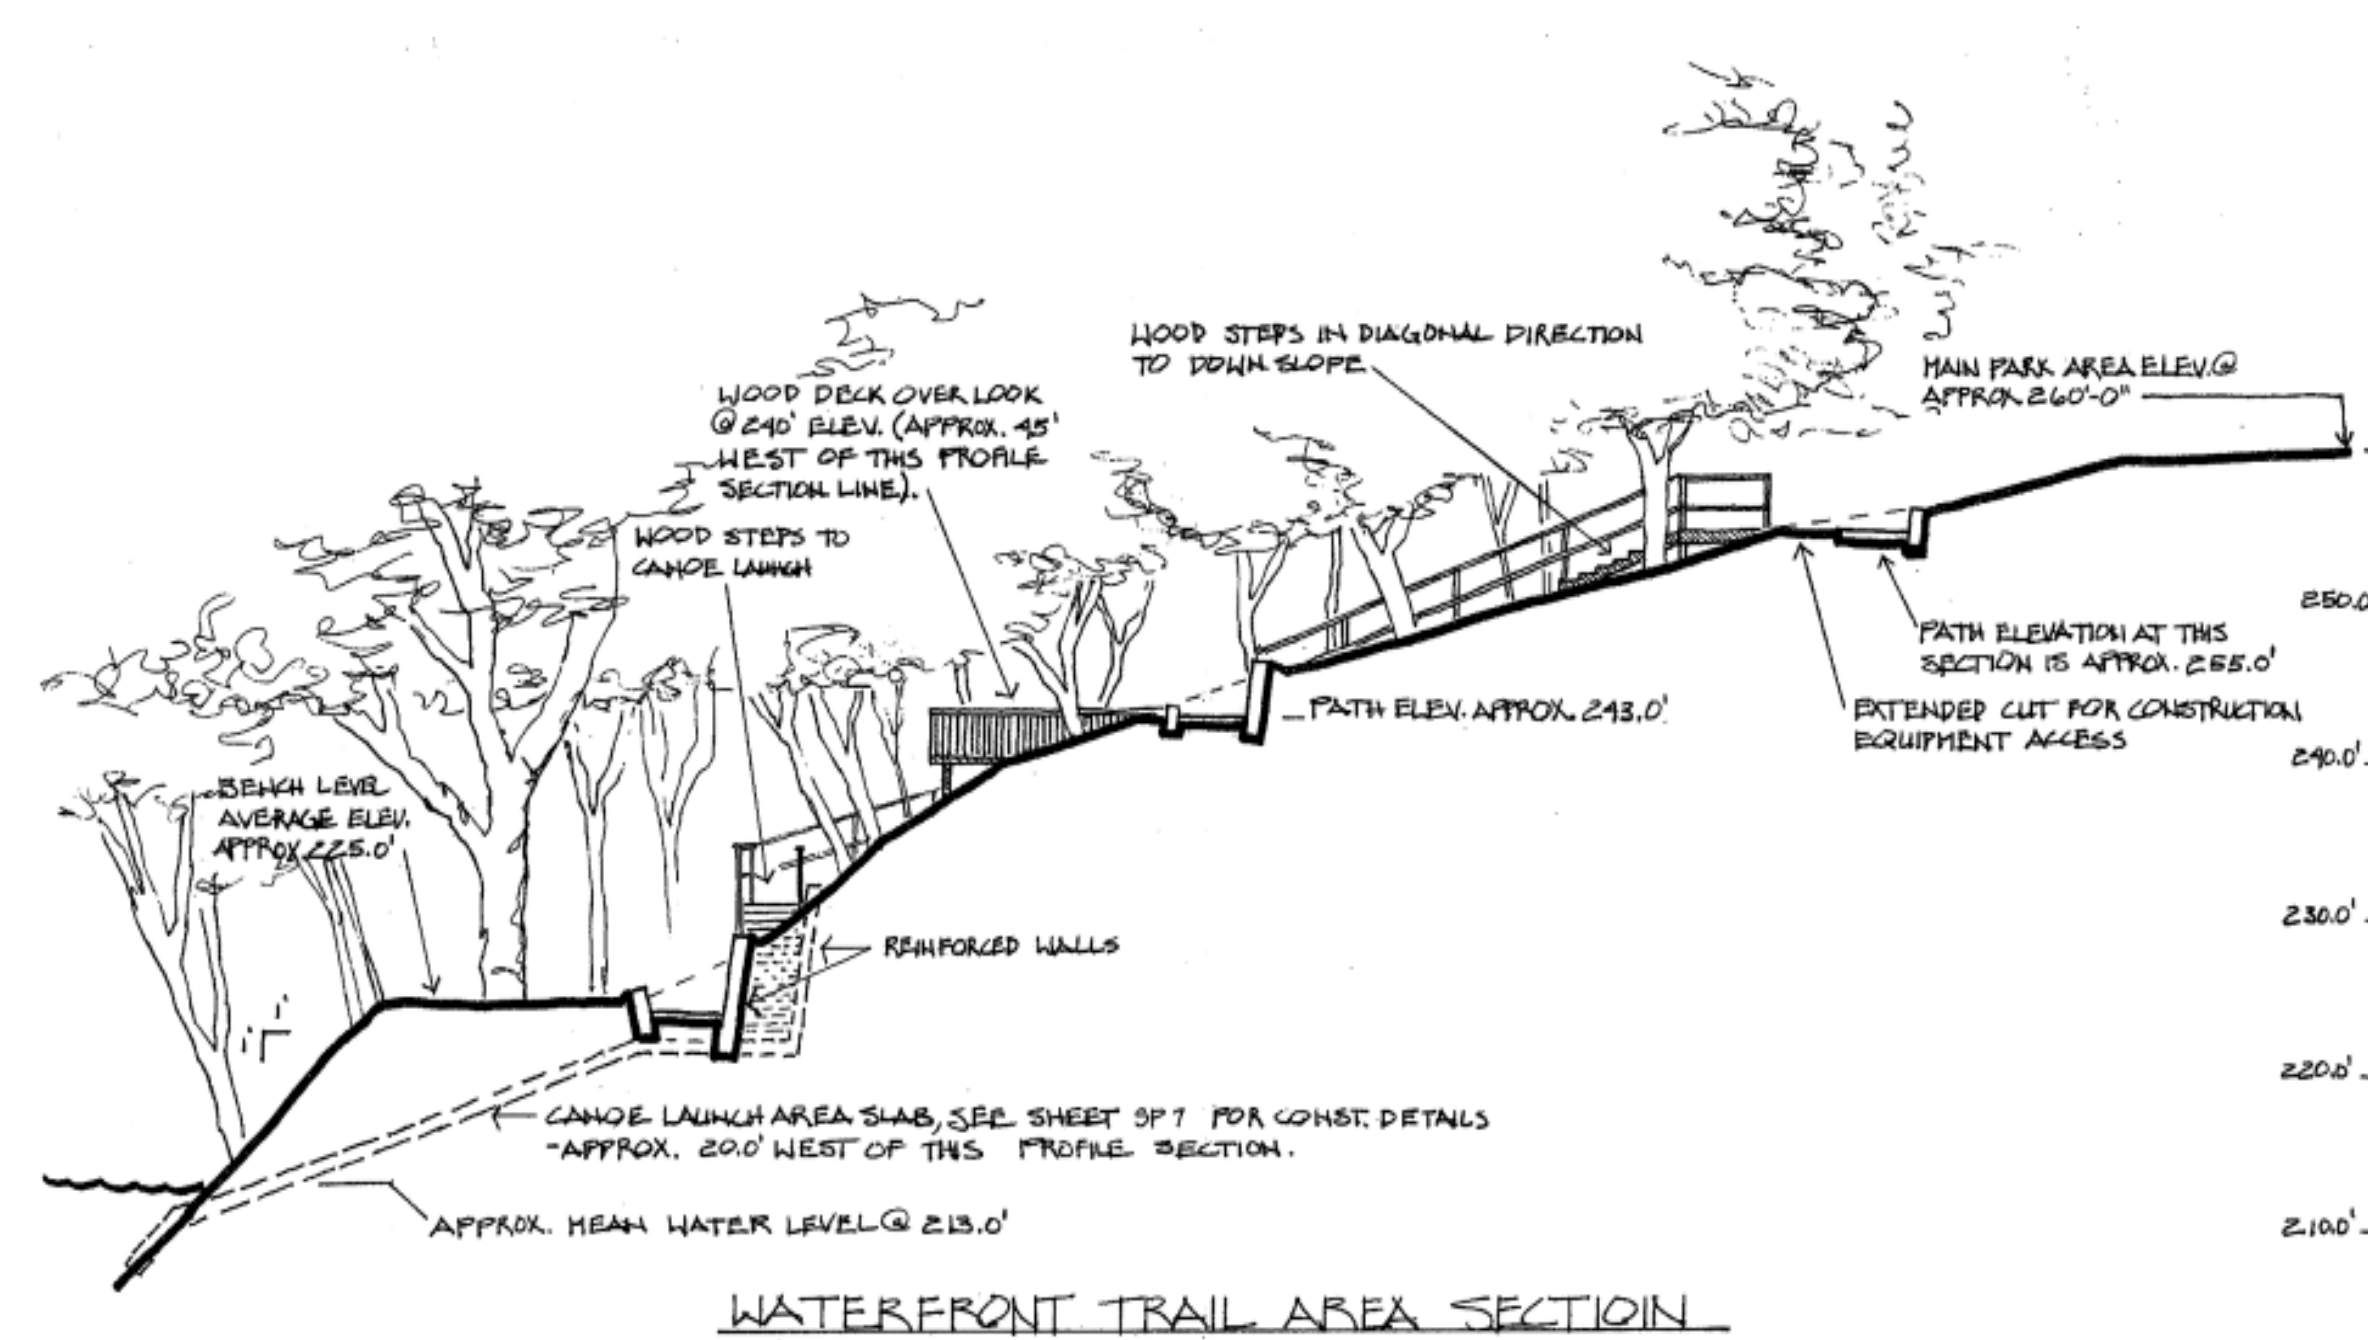 WOOD STEPS IN DIAGONAL DIRECTION
TO DOWN SLOPE
MAIN PARK AREA ELEV.@
APPROX 260'-0"
WOOD DECK OVER LOOK
@ 240' ELEV. (APPROX. 45'
WEST OF THIS PROFILE
SECTION LINE).
WOOD STEPS TO
CANOE LAUNCH
250.0
PATH ELEVATION AT THIS
SECTION IS APPROX. 255.0'
PATH ELEV. APPROX. 243.0'
EXTENDED CUT FOR CONSTRUCTION
EQUIPMENT ACCESS
240.0'
BENCH LEVEL
AVERAGE ELEV.
APPROX 225.0'
230.0'
REINFORCED WALLS
220.0'
CANOE LAUNCH AREA SLAB, SEE SHEET SP7 FOR CONST. DETAILS
-APPROX. 20.0' WEST OF THIS PROFILE SECTION.
APPROX. MEAN WATER LEVEL @ 213.0'
210.0'
WATERFRONT TRAIL AREA SECTIOIN